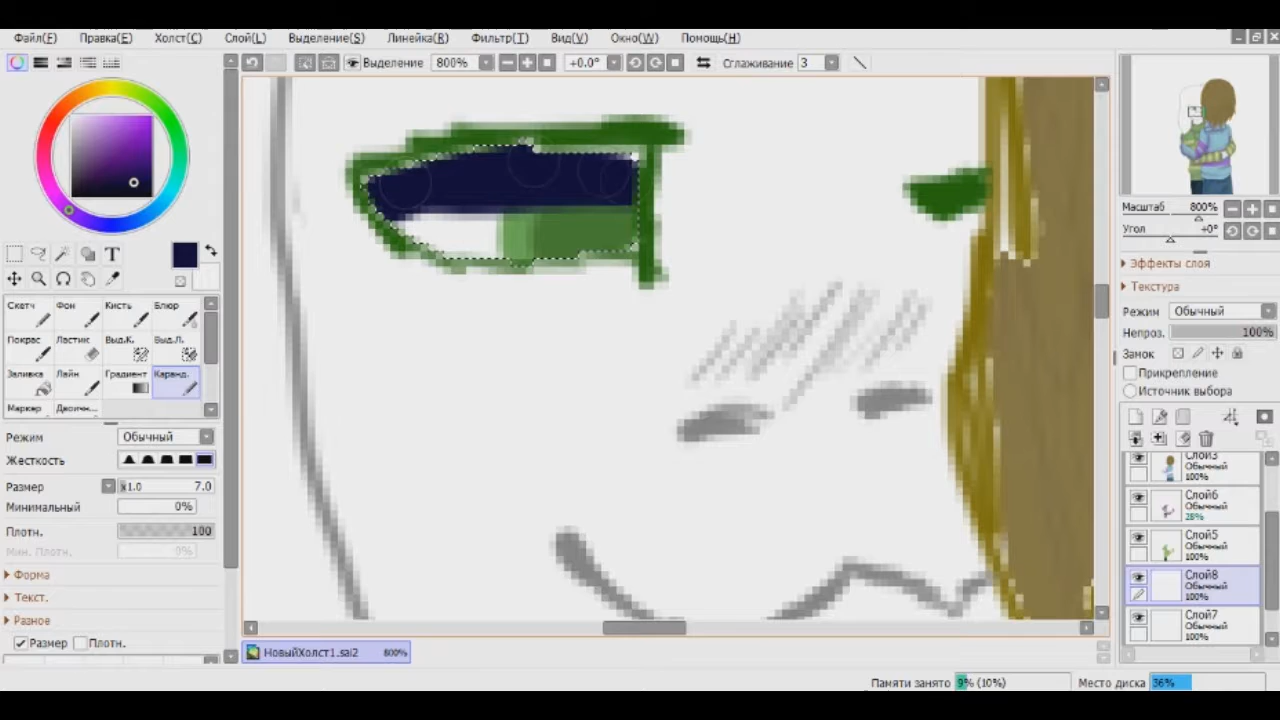 Файл(F) Правка(E) Холст(C) Слой(L) Выделение(S) Линейка(R) Фильтр(T) Вид(V) Окно(W) Помощь(H)
Выделение 800% +0.0° Сглаживание 3
Масштаб 800%
Угол +0°
Эффекты слоя
Текстура
Режим Обычный
Непроз. 100%
Замок
Прикрепление
Источник выбора
T
Скетч Фон Кисть Блюр
Покрас Ластик Выд.К. Выд.Л.
Заливка Лайн Градиент Каранд.
Маркер Двоичн...
Режим Обычный
Жесткость
Размер x1.0 7.0
Минимальный 0%
Плотн. 100
Мин. Плотн. 0%
Форма
Текст.
Разное
Размер Плотн.
Слой3
Обычный
100%
Слой6
Обычный
28%
Слой5
Обычный
100%
Слой8
Обычный
100%
Слой7
Обычный
100%
НовыйХолст1.sai2 800%
Памяти занято 9% (10%) Место диска 36%